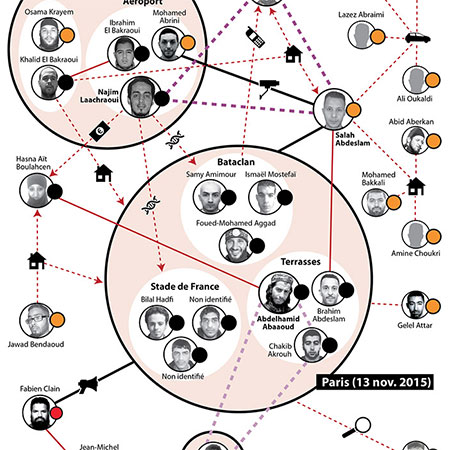 Aéroport
Osama Krayem
Ibrahim
El Bakraoui
Mohamed
Abrini
Khalid El Bakraoui
Najim
Laachraoui
Lazez Abraimi
Ali Oukaldi
Salah
Abdeslam
Abid Aberkan
Hasna Aït
Boulahcen
Bataclan
Samy Amimour
Ismaël Mostefaï
Foued-Mohamed Aggad
Mohamed
Bakkali
Amine Choukri
Stade de France
Bilal Hadfi
Non identifié
Non identifié
Terrasses
Abdelhamid
Abaaoud
Brahim
Abdeslam
Chakib
Akrouh
Gelel Attar
Jawad Bendaoud
Paris (13 nov. 2015)
Fabien Clain
Jean-Michel